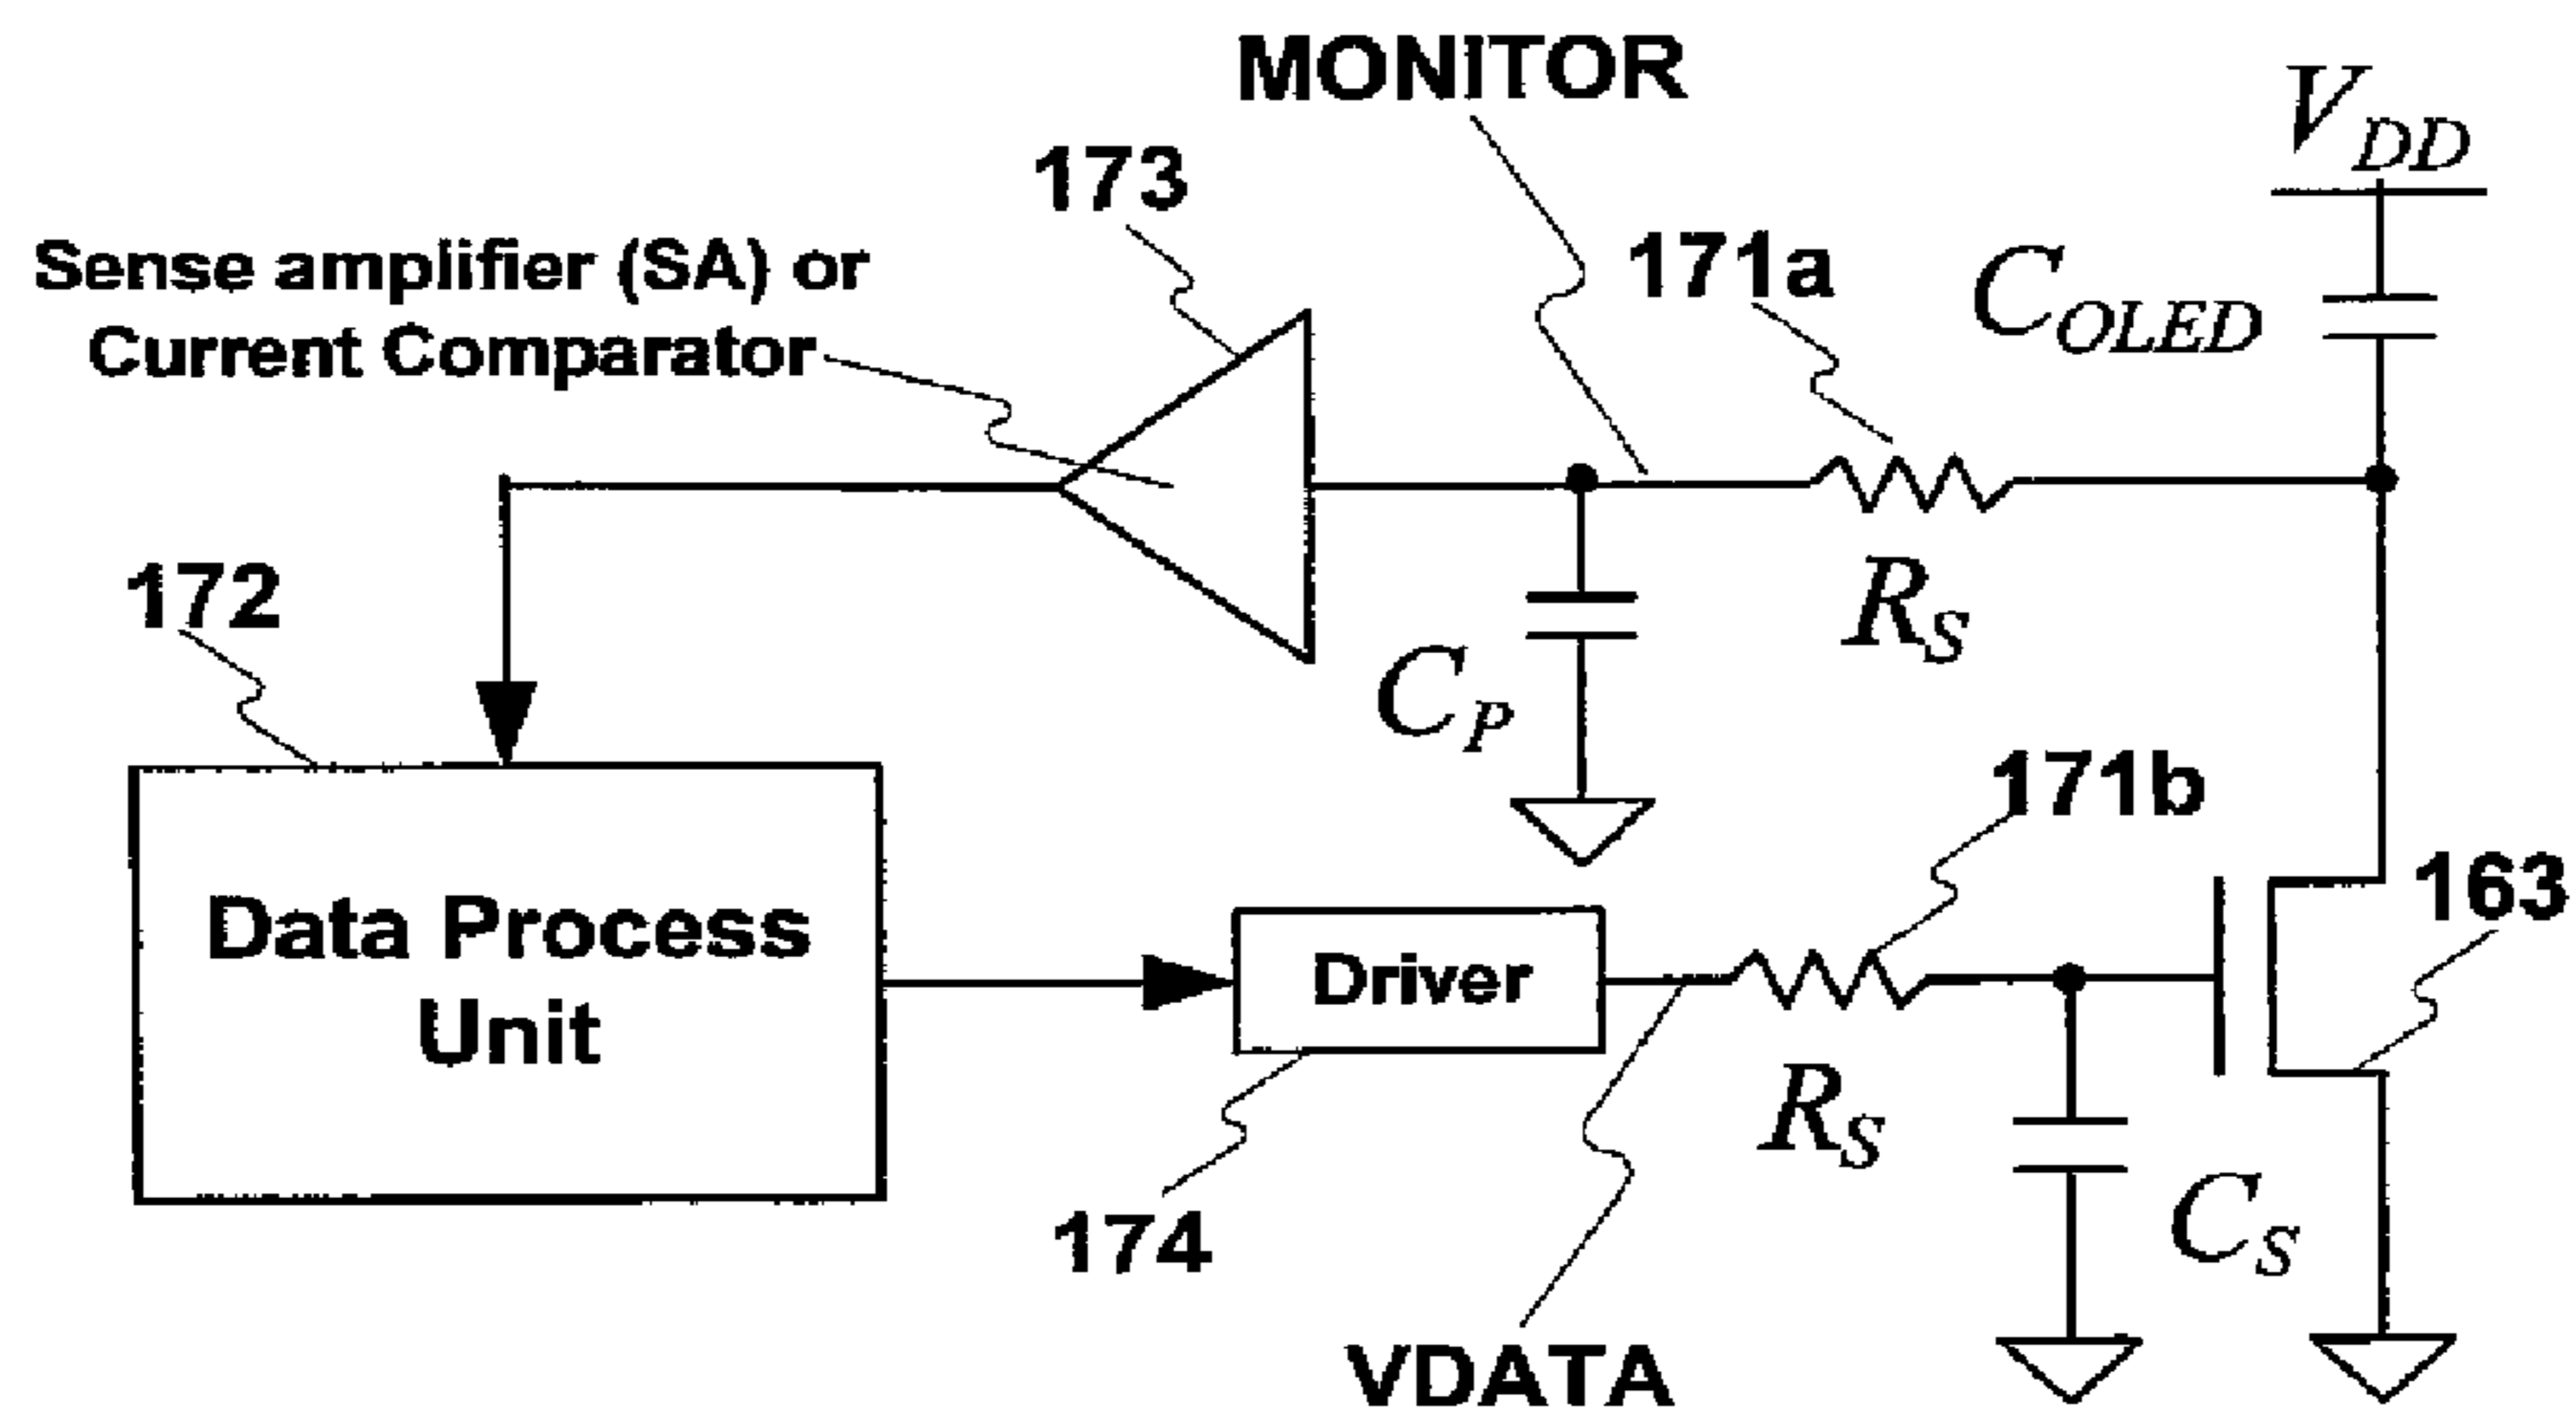 MONITOR
V_DD
173
Sense amplifier (SA) or
Current Comparator
171a
C_OLED
172
R_S
C_P
171b
163
Data Process
Unit
Driver
R_S
C_S
174
VDATA